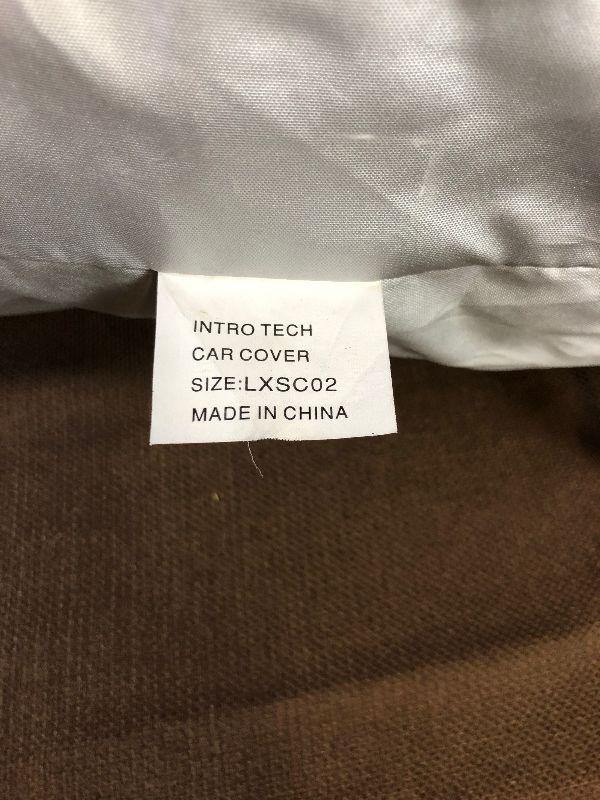 INTRO TECH
CAR COVER
SIZE:LXSC02
MADE IN CHINA